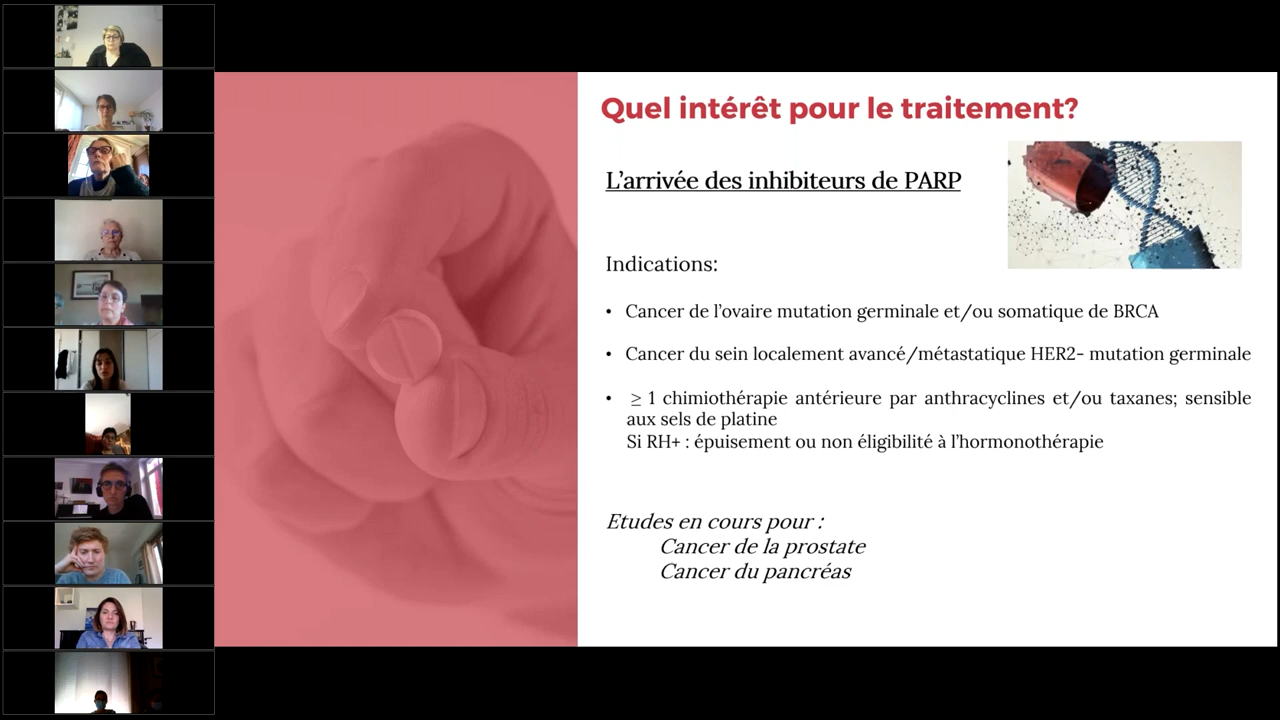 Quel intérêt pour le traitement?
L'arrivée des inhibiteurs de PARP
Indications:
• Cancer de l'ovaire mutation germinale et/ou somatique de BRCA
• Cancer du sein localement avancé/métastatique HER2- mutation germinale
• ≥ 1 chimiothérapie antérieure par anthracyclines et/ou taxanes; sensible
aux sels de platine
Si RH+ : épuisement ou non éligibilité à l'hormonothérapie
Etudes en cours pour :
Cancer de la prostate
Cancer du pancréas